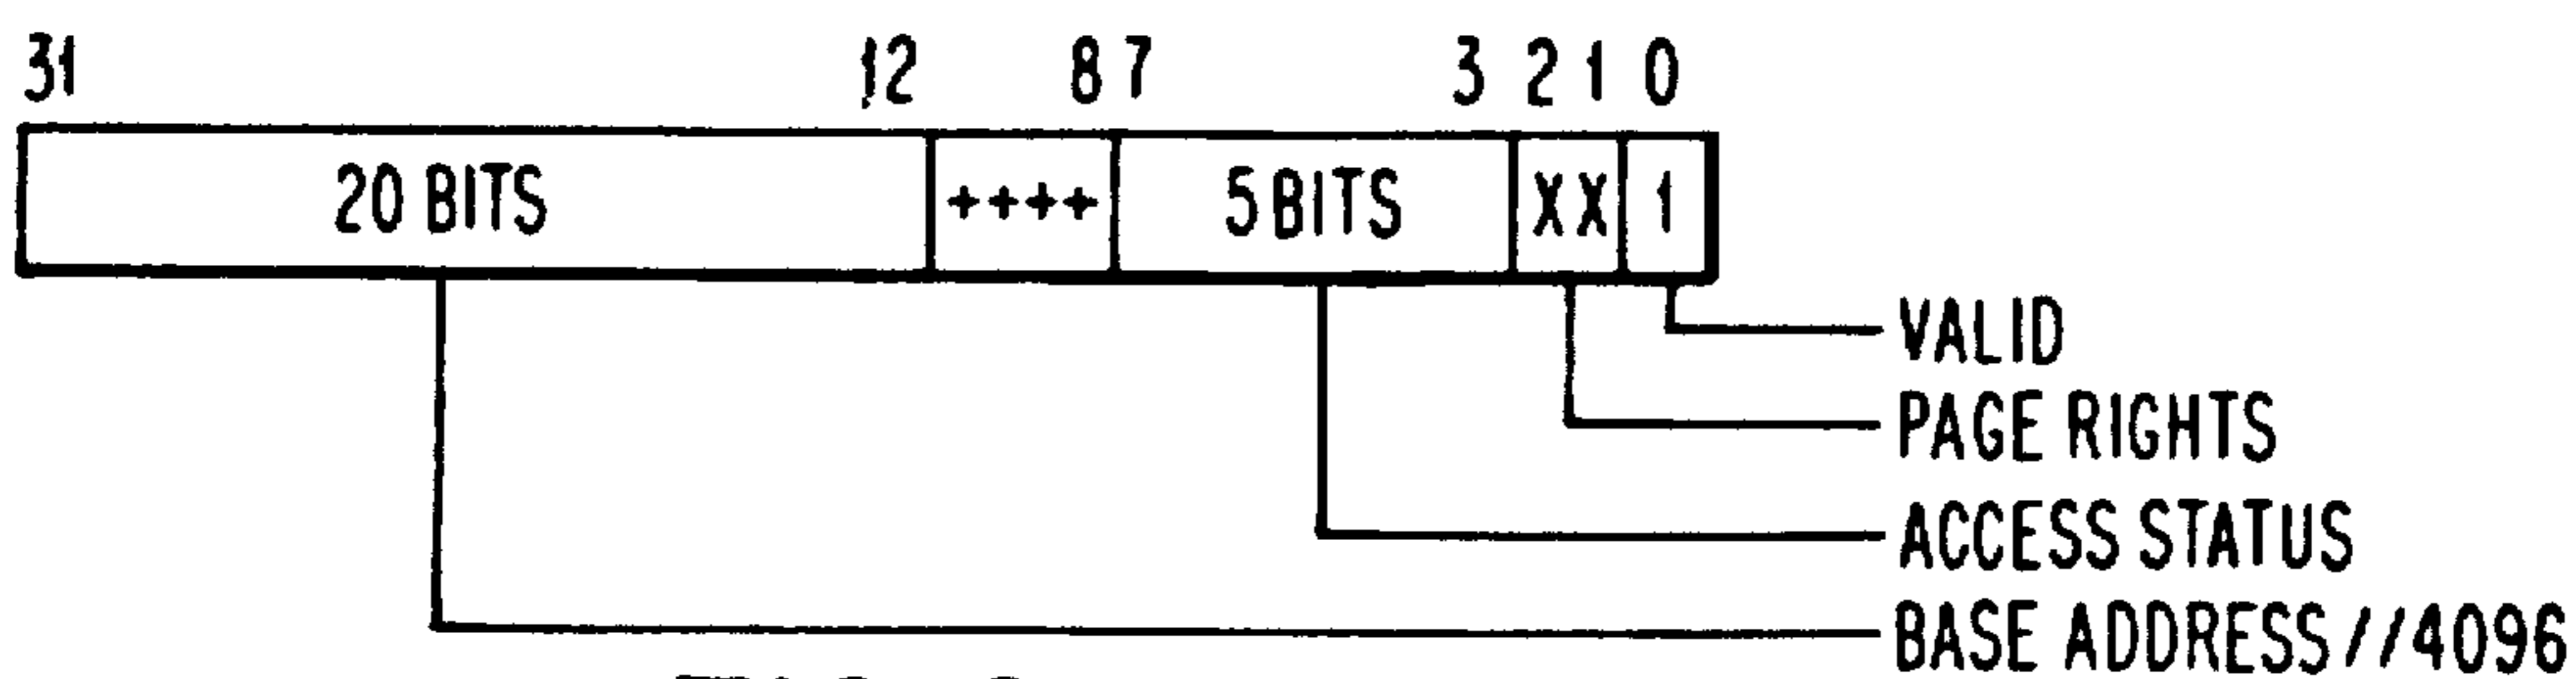 31 12 8 7 3 2 1 0
20 BITS ++++ 5 BITS XX 1
VALID
PAGE RIGHTS
ACCESS STATUS
BASE ADDRESS//4096